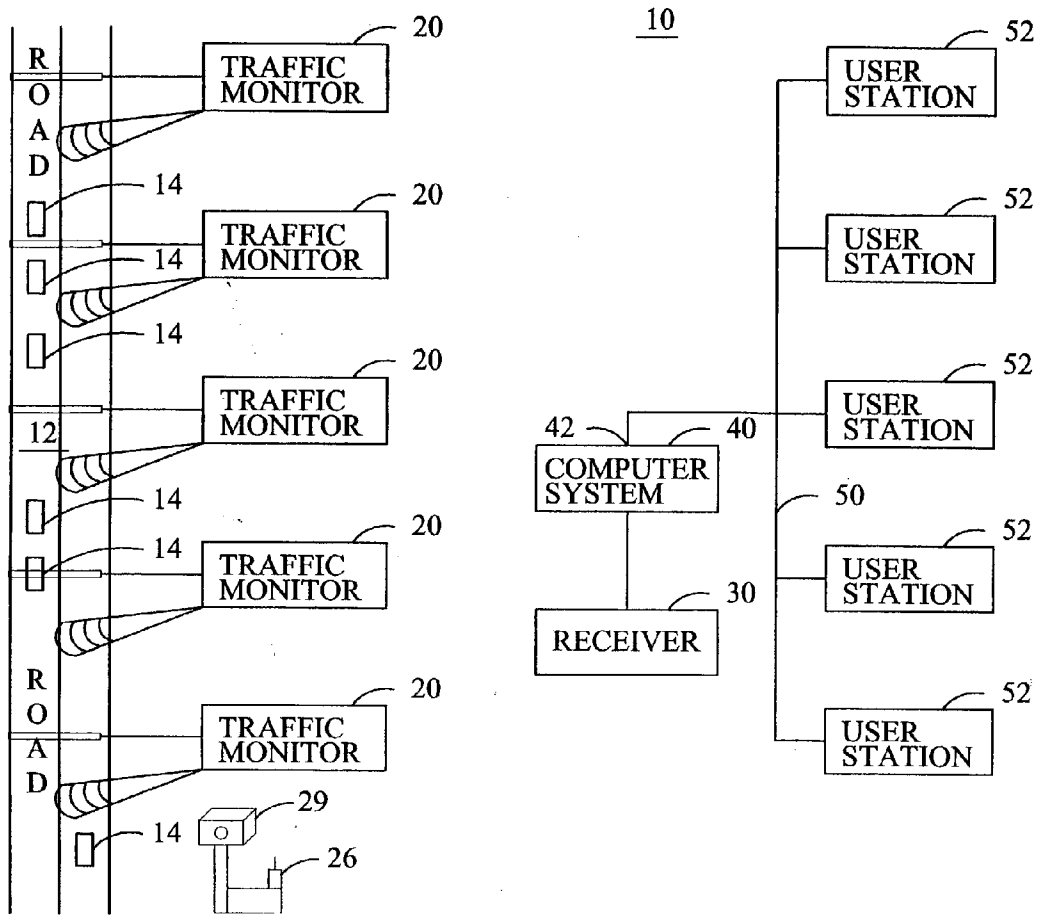 20
10
52
ROAD
TRAFFIC
MONITOR
USER
STATION
14
20
52
TRAFFIC
MONITOR
USER
STATION
14
14
20
52
TRAFFIC
MONITOR
USER
STATION
12
42
40
COMPUTER
SYSTEM
14
50
20
52
14
TRAFFIC
MONITOR
USER
STATION
30
RECEIVER
ROAD
20
52
TRAFFIC
MONITOR
USER
STATION
29
14
26